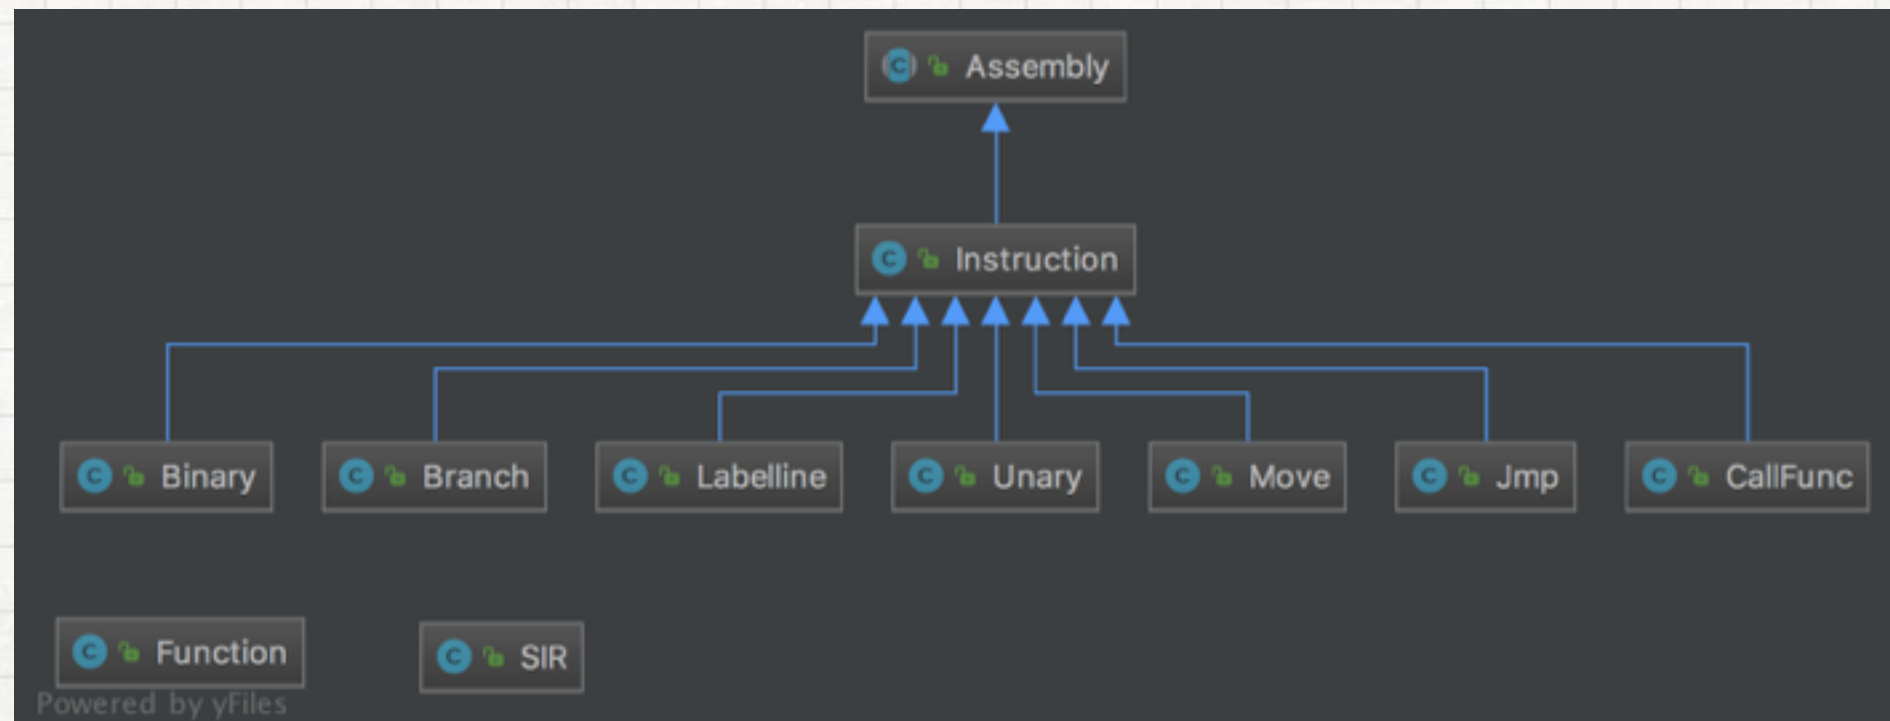 Assembly
Instruction
Binary
Branch
Labelline
Unary
Move
Jmp
CallFunc
Function
SIR
Powered by yFiles